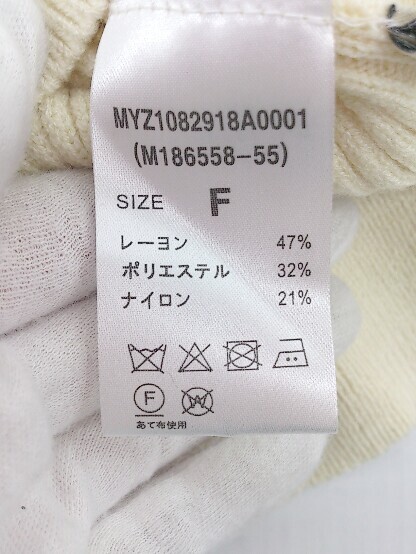 MYZ1082918A0001
(M186558-55)
SIZE F
レーヨン 47%
ポリエステル 32%
ナイロン 21%
F W
あて布使用